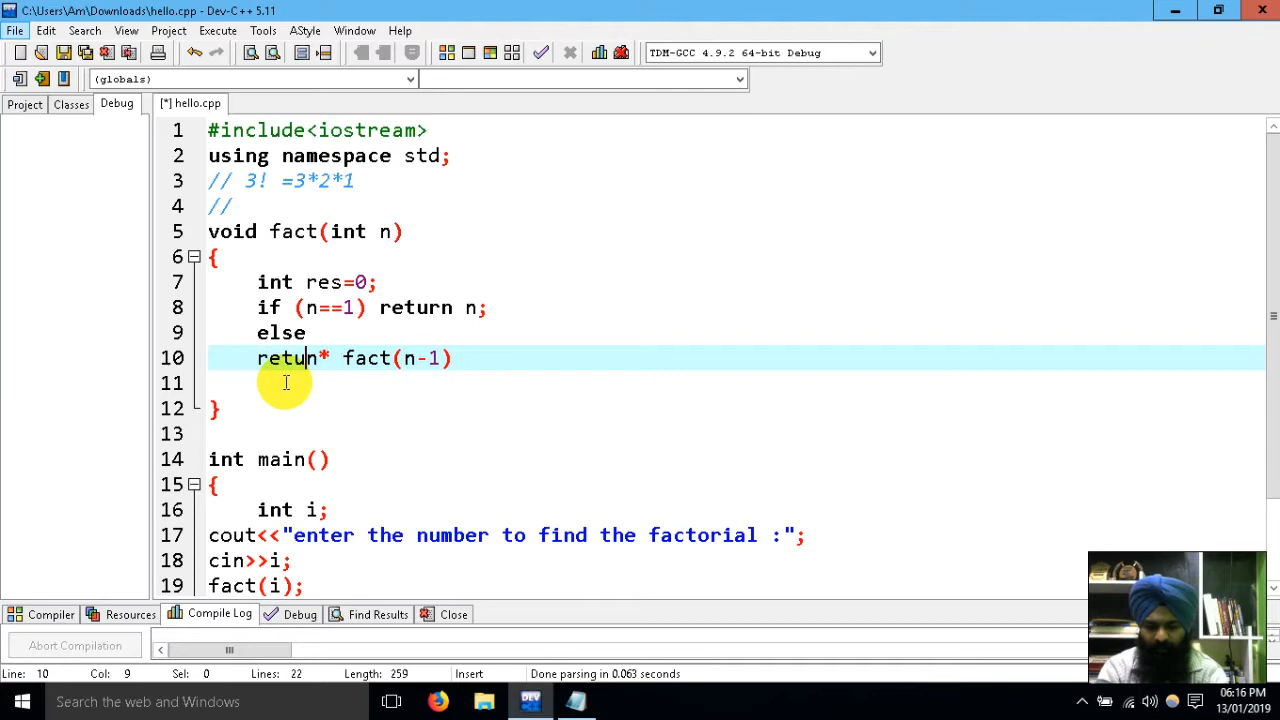 C:\Users\Am\Downloads\hello.cpp - Dev-C++ 5.11
File Edit Search View Project Execute Tools AStyle Window Help
TDM-GCC 4.9.2 64-bit Debug
(globals)
Project Classes Debug [*] hello.cpp
1 #include<iostream>
2 using namespace std;
3 // 3! =3*2*1
4 //
5 void fact(int n)
6 {
7 int res=0;
8 if (n==1) return n;
9 else
10 retun* fact(n-1)
11
12 }
13
14 int main()
15 {
16 int i;
17 cout<<"enter the number to find the factorial :";
18 cin>>i;
19 fact(i);
Compiler Resources Compile Log Debug Find Results Close
Abort Compilation
Line: 10 Col: 9 Sel: 0 Lines: 22 Length: 259 Insert Done parsing in 0.063 seconds
Search the web and Windows
DEV
06:16 PM
13/01/2019